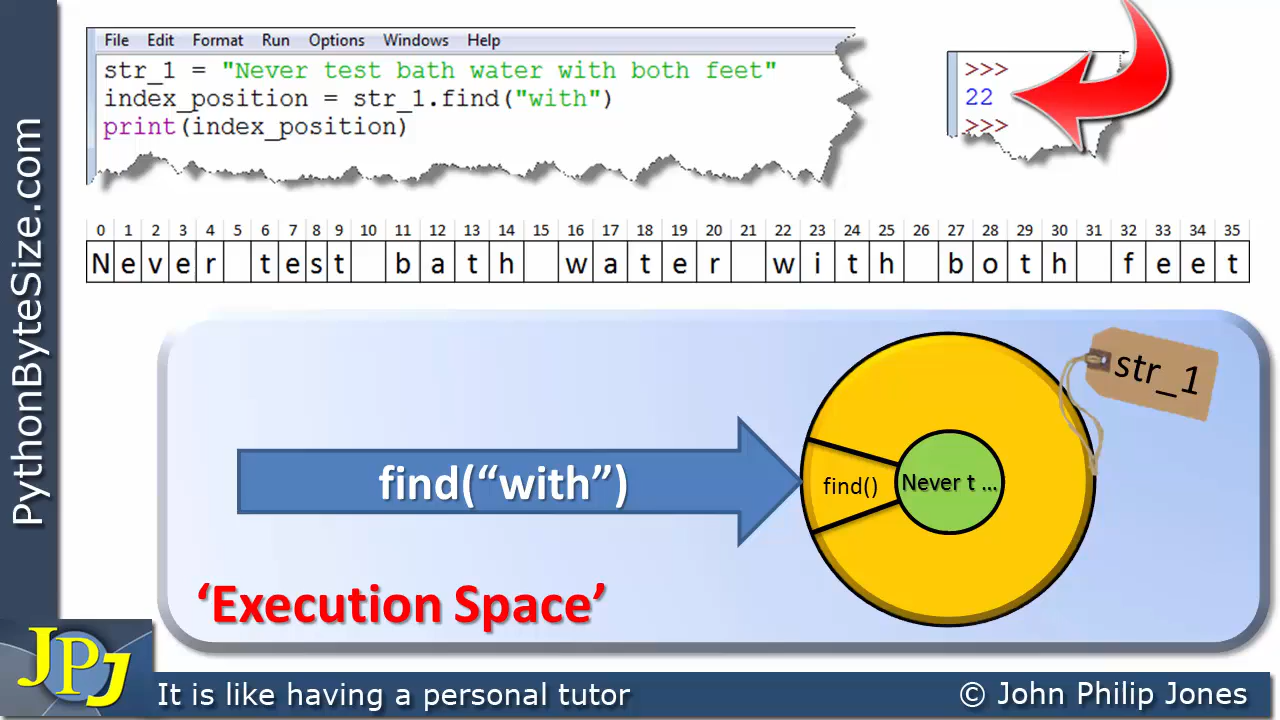 File Edit Format Run Options Windows Help
str_1 = "Never test bath water with both feet"
index_position = str_1.find("with")
print(index_position)
>>>
22
>>>
0 1 2 3 4 5 6 7 8 9 10 11 12 13 14 15 16 17 18 19 20 21 22 23 24 25 26 27 28 29 30 31 32 33 34 35
N e v e r t e s t b a t h w a t e r w i t h b o t h f e e t
str_1
find(“with”)
find()
Never t ...
‘Execution Space’
PythonByteSize.com
JPJ
It is like having a personal tutor
© John Philip Jones